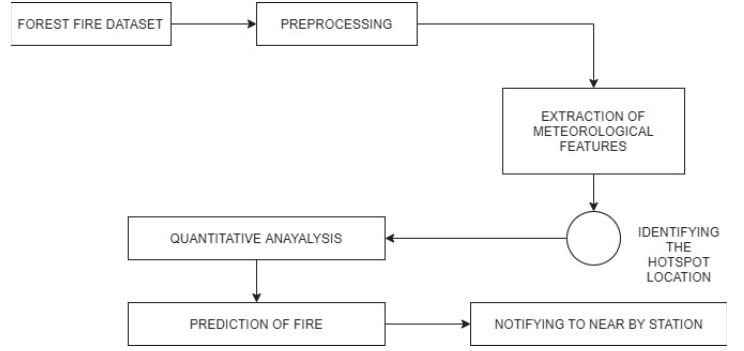 FOREST FIRE DATASET
PREPROCESSING
EXTRACTION OF
METEOROLOGICAL
FEATURES
IDENTIFYING
THE
HOTSPOT
LOCATION
QUANTITATIVE ANAYALYSIS
PREDICTION OF FIRE
NOTIFYING TO NEAR BY STATION